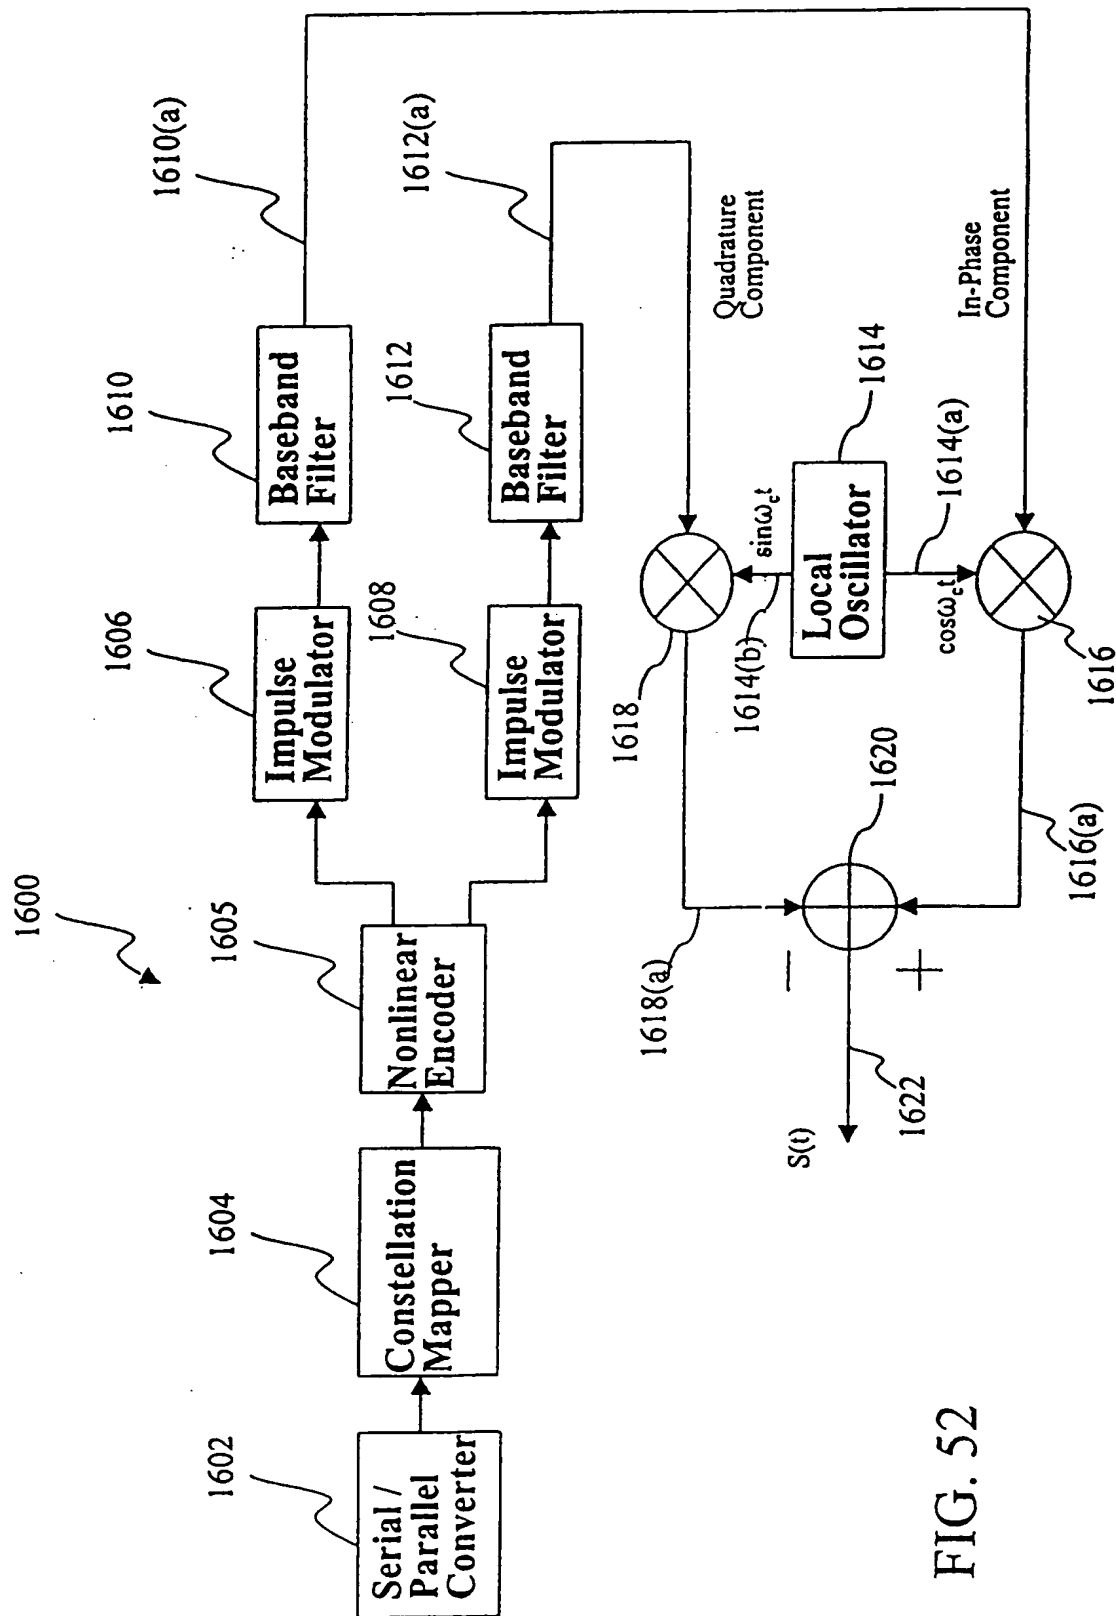 1600
1602
Serial /
Parallel
Converter
1604
Constellation
Mapper
1605
Nonlinear
Encoder
1606
Impulse
Modulator
1608
Impulse
Modulator
1610
Baseband
Filter
1612
Baseband
Filter
1610(a)
1612(a)
Quadrature
Component
In-Phase
Component
1618
sinω_c t
1614(b)
Local
Oscillator
1614
cosω_c t
1614(a)
1616
1618(a)
1616(a)
1620
−
+
S(t)
1622
FIG. 52